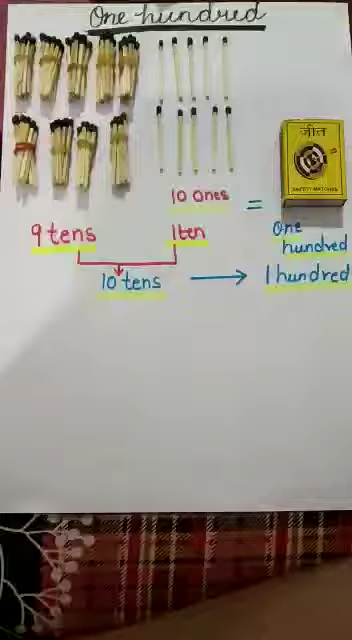 One hundred
जीत
SAFETY MATCHES
10 Ones
=
9 tens
1ten
One
hundred
10 tens
1 hundred